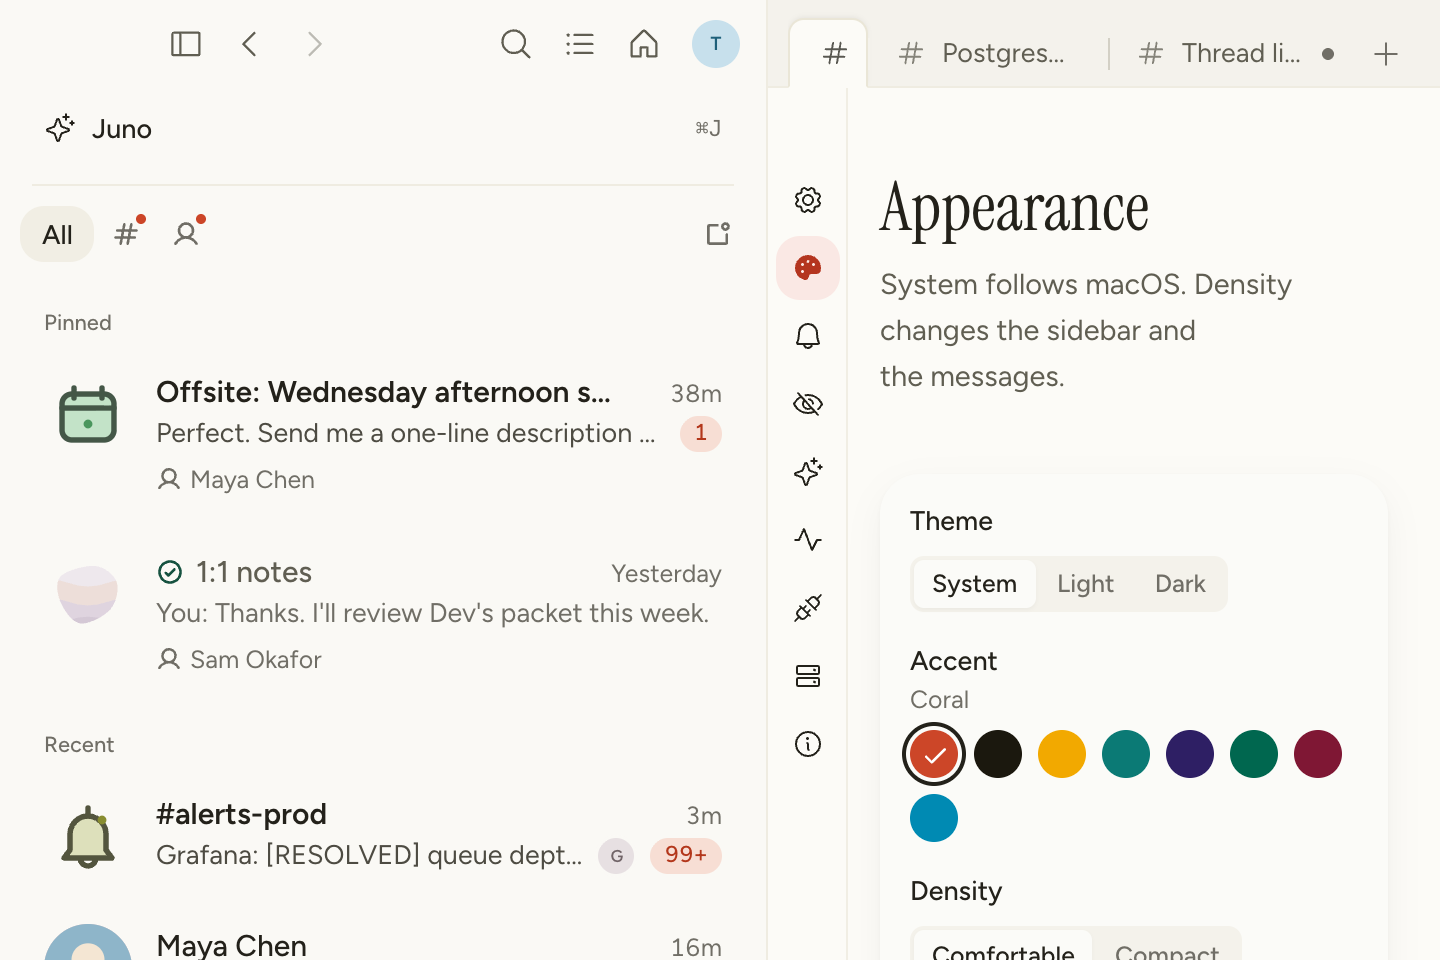 T
Juno
⌘J
All
Pinned
Offsite: Wednesday afternoon s...
38m
Perfect. Send me a one-line description ...
1
Maya Chen
1:1 notes
Yesterday
You: Thanks. I'll review Dev's packet this week.
Sam Okafor
Recent
#alerts-prod
3m
Grafana: [RESOLVED] queue dept...
G
99+
Maya Chen
16m
#
# Postgres...
# Thread li...
Appearance
System follows macOS. Density
changes the sidebar and
the messages.
Theme
System Light Dark
Accent
Coral
Density
Comfortable Compact